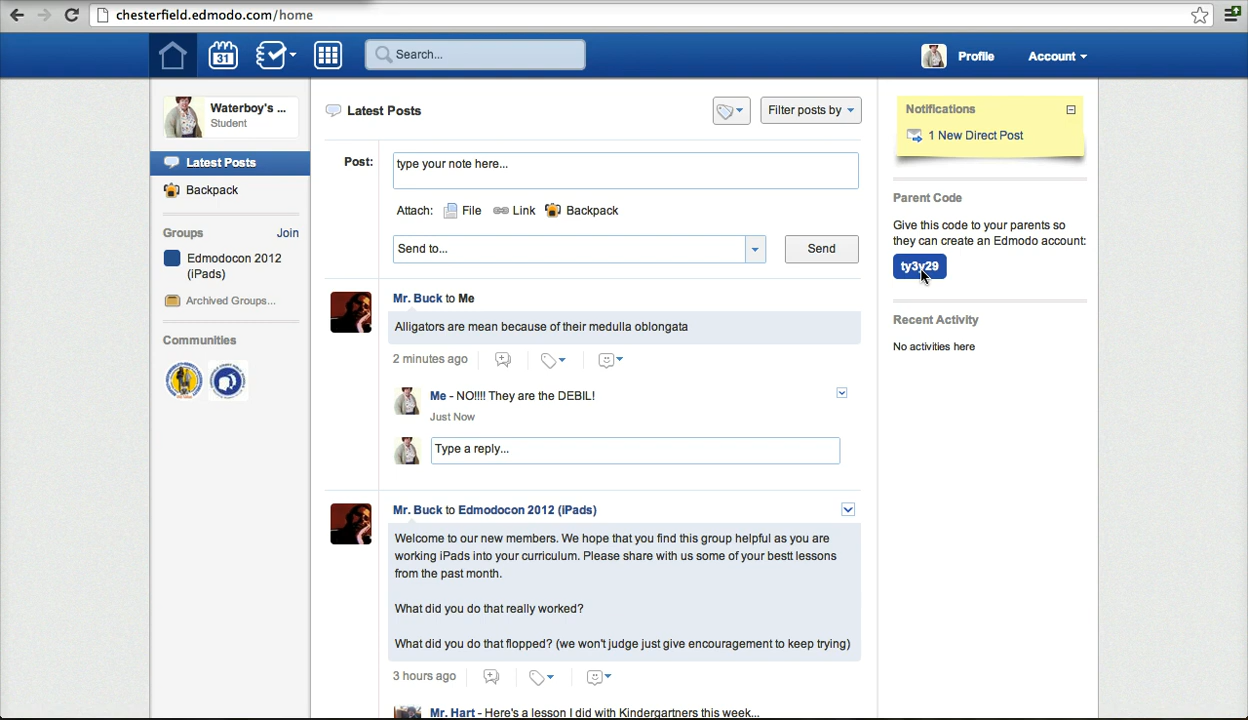 chesterfield.edmodo.com/home
31
Search...
Profile
Account
Waterboy's ...
Student
Latest Posts
Backpack
Groups
Join
Edmodocon 2012
(iPads)
Archived Groups...
Communities
Latest Posts
Filter posts by
Post:
type your note here...
Attach:
File
Link
Backpack
Send to...
Send
Mr. Buck to Me
Alligators are mean because of their medulla oblongata
2 minutes ago
Me - NO!!!! They are the DEBIL!
Just Now
Type a reply...
Mr. Buck to Edmodocon 2012 (iPads)
Welcome to our new members. We hope that you find this group helpful as you are
working iPads into your curriculum. Please share with us some of your bestt lessons
from the past month.
What did you do that really worked?
What did you do that flopped? (we won't judge just give encouragement to keep trying)
3 hours ago
Mr. Hart - Here's a lesson I did with Kindergartners this week...
Notifications
1 New Direct Post
Parent Code
Give this code to your parents so
they can create an Edmodo account:
ty3y29
Recent Activity
No activities here